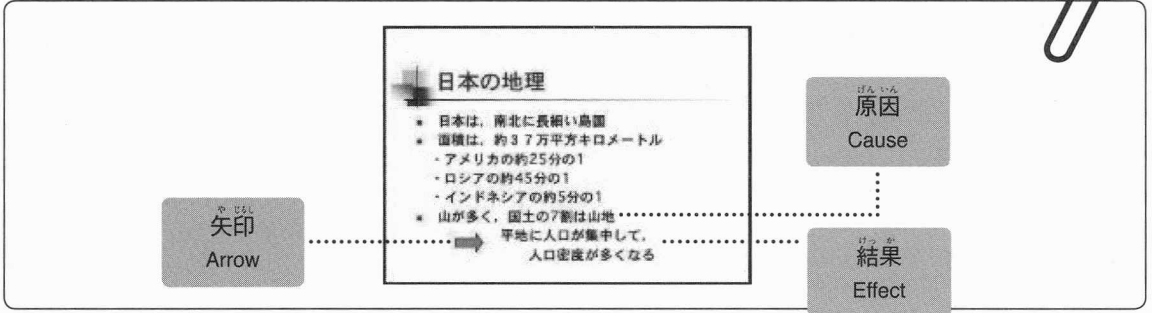 日本の地理
日本は，南北に長細い島国
面積は，約３７万平方キロメートル
- アメリカの約25分の1
- ロシアの約45分の1
- インドネシアの約5分の1
山が多く，国土の7割は山地
平地に人口が集中して，
人口密度が多くなる
やじるし
矢印
Arrow
げんいん
原因
Cause
けっか
結果
Effect